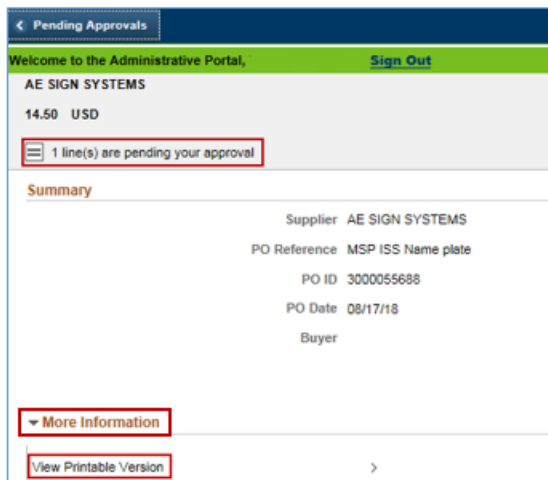 Pending Approvals
Welcome to the Administrative Portal, Sign Out
AE SIGN SYSTEMS
14.50 USD
1 line(s) are pending your approval
Summary
Supplier AE SIGN SYSTEMS
PO Reference MSP ISS Name plate
PO ID 3000055688
PO Date 08/17/18
Buyer
More Information
View Printable Version